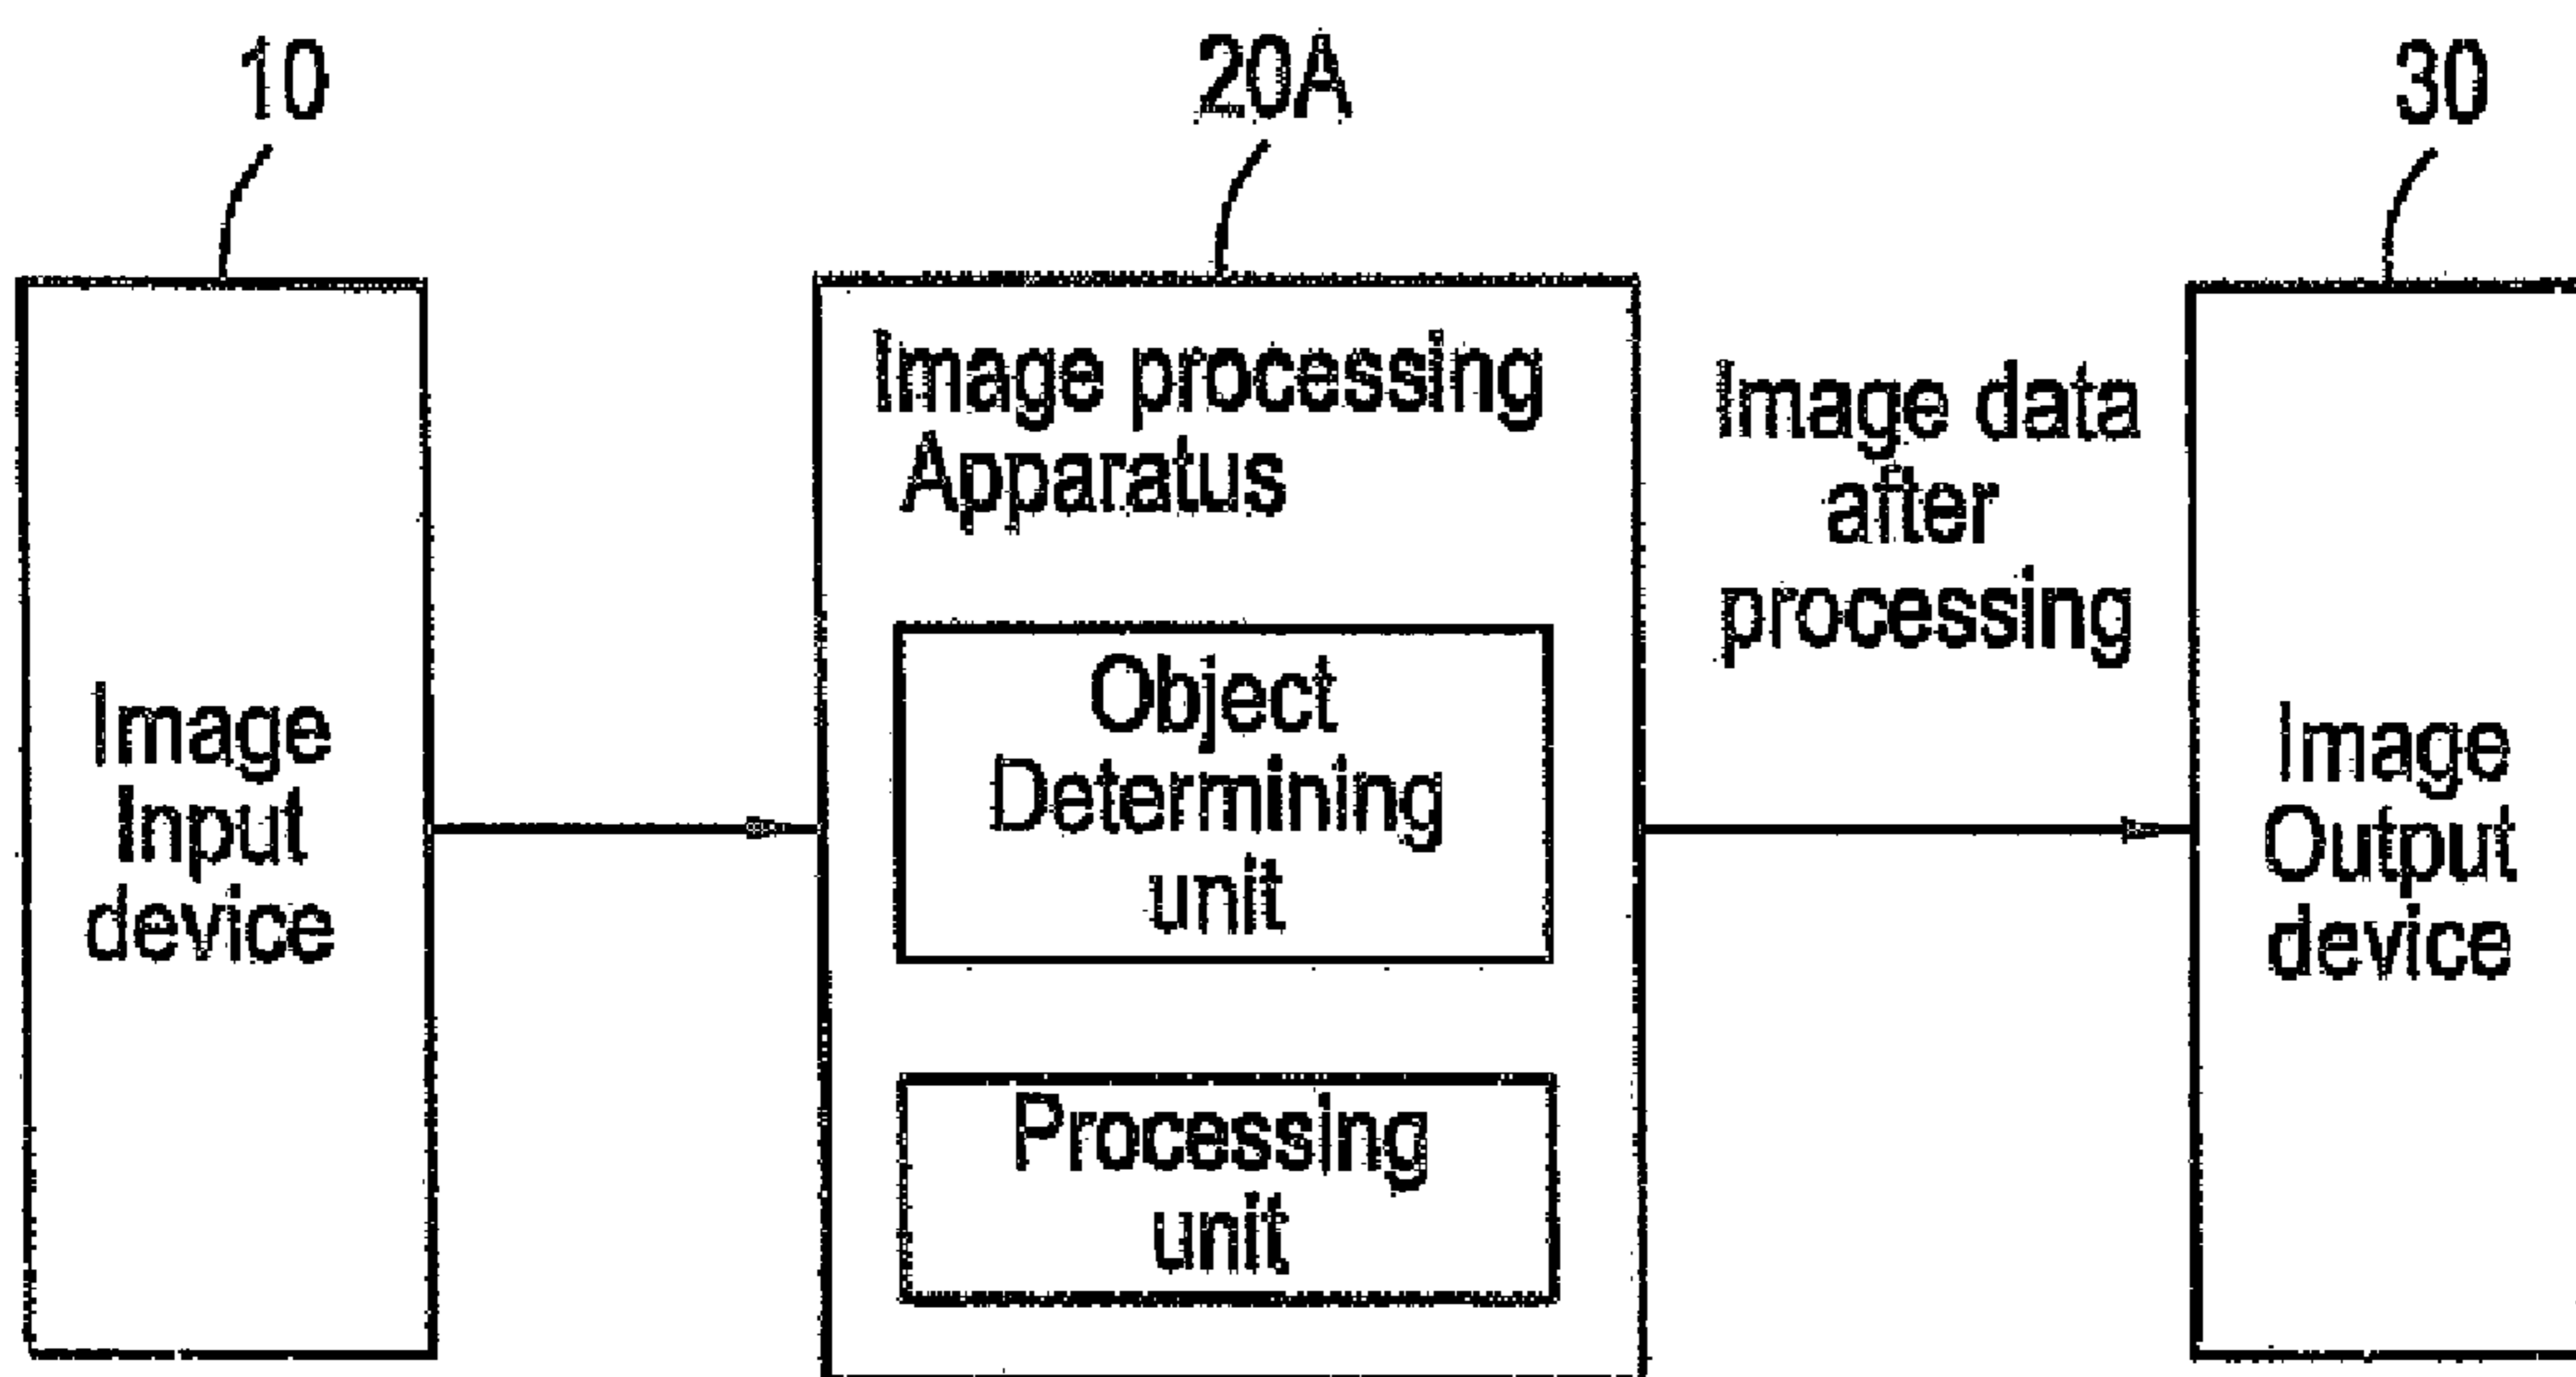 10
20A
30
Image processing
Apparatus
Image data
after
processing
Image
Input
device
Object
Determining
unit
Image
Output
device
Processing
unit